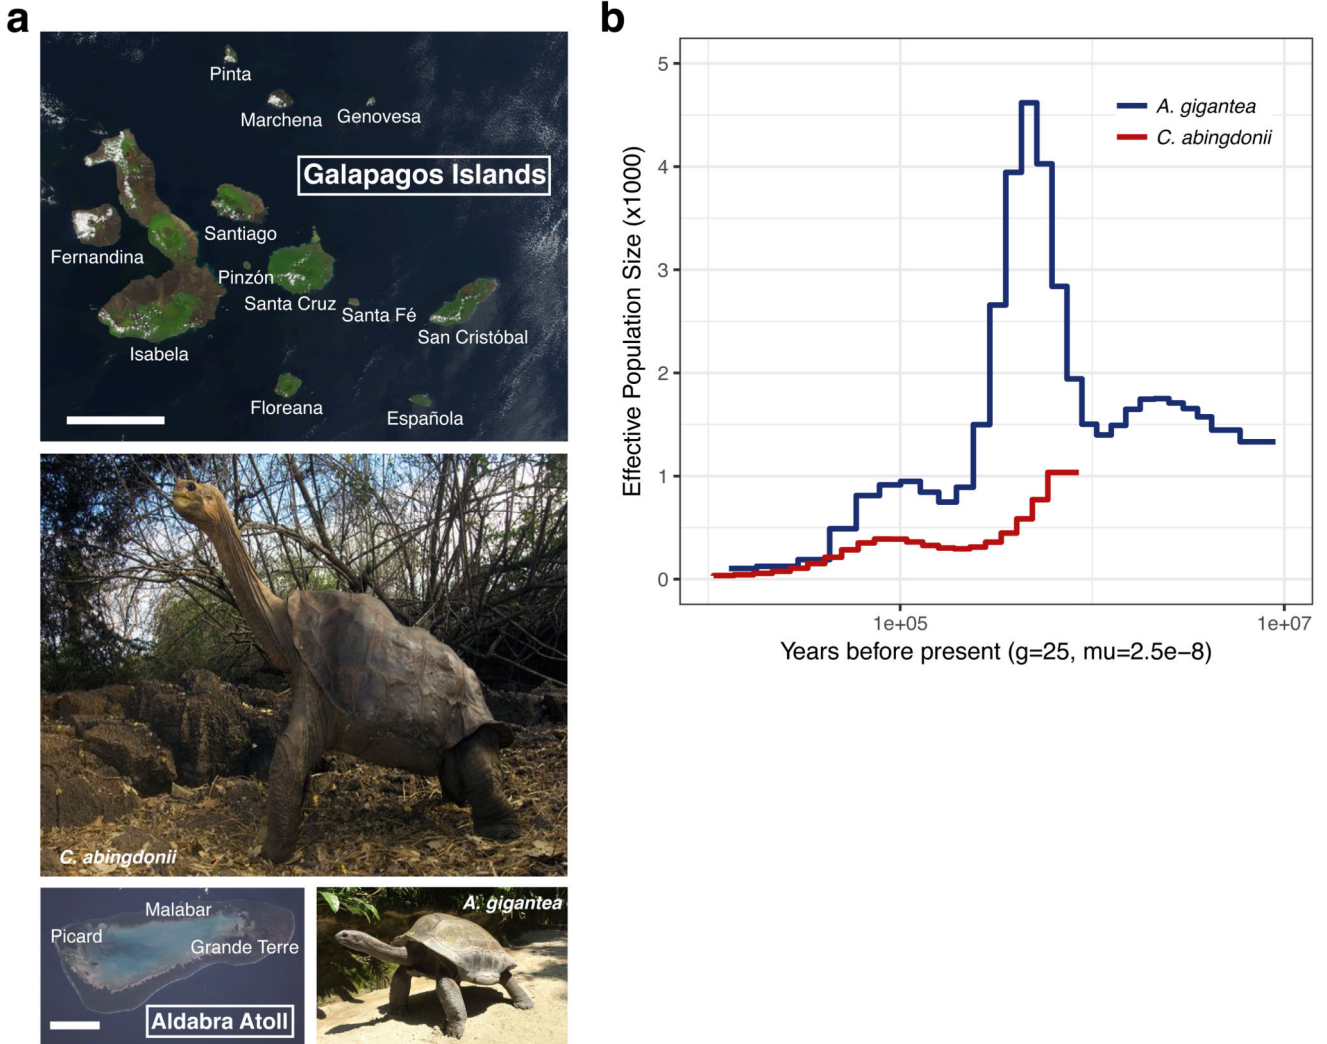 a
Pinta
Marchena
Genovesa
Galapagos Islands
Santiago
Fernandina
Pinzón
Santa Cruz
Santa Fé
San Cristóbal
Isabela
Floreana
Española
C. abingdonii
Malabar
Picard
Grande Terre
Aldabra Atoll
A. gigantea
b
Effective Population Size (x1000)
5
4
3
2
1
0
A. gigantea
C. abingdonii
1e+05
1e+07
Years before present (g=25, mu=2.5e−8)